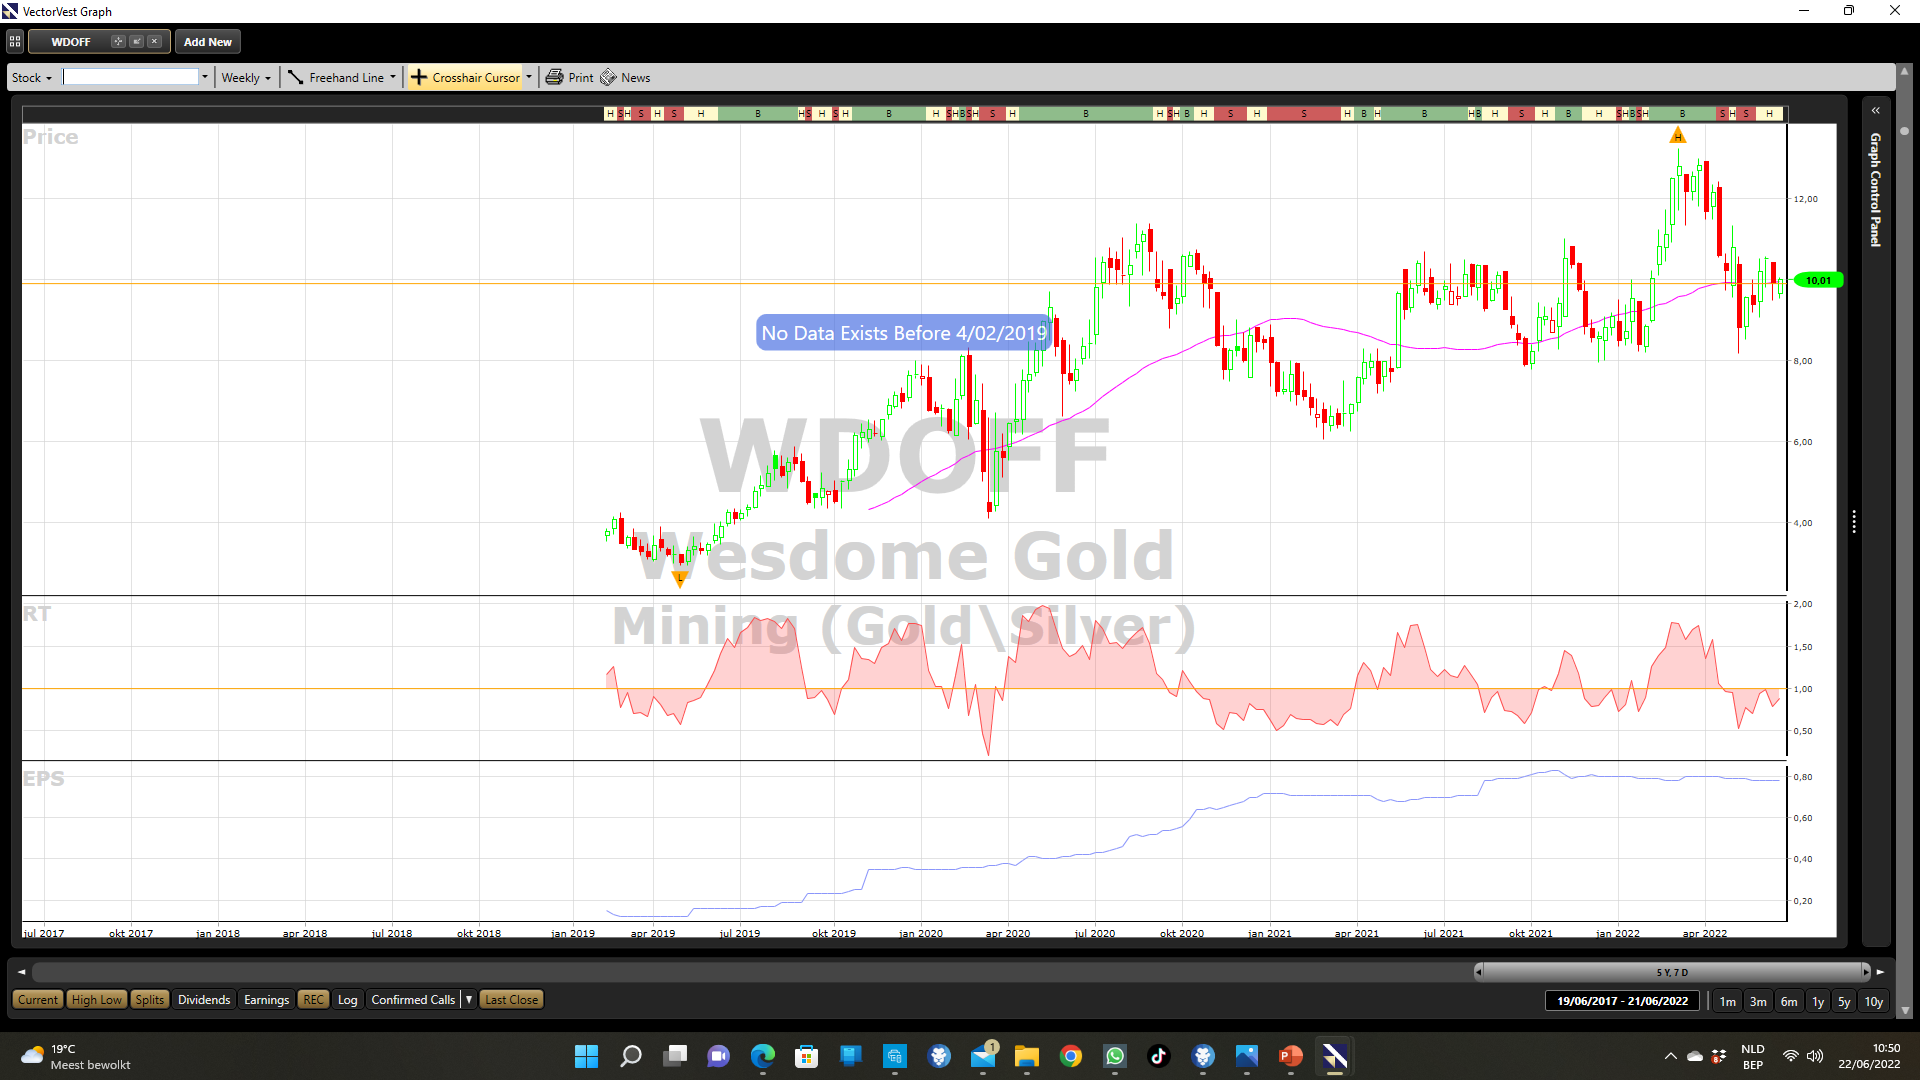 VectorVest Graph
WDOFF
Add New
Stock
Weekly
Freehand Line
Crosshair Cursor
Print
News
H S H S H S H B H S H S H B H S H B S H S H B H S H B H S H S H B H B H B H S H B H S H B S H B S H S H
Price
H
12,00
10,01
No Data Exists Before 4/02/2019
8,00
WDOFF
6,00
4,00
Wesdome Gold
L
RT
Mining (Gold\Silver)
2,00
1,50
1,00
0,50
EPS
0,80
0,60
0,40
0,20
jul 2017 okt 2017 jan 2018 apr 2018 jul 2018 okt 2018 jan 2019 apr 2019 jul 2019 okt 2019 jan 2020 apr 2020 jul 2020 okt 2020 jan 2021 apr 2021 jul 2021 okt 2021 jan 2022 apr 2022
Graph Control Panel
5 Y, 7 D
Current
High Low
Splits
Dividends
Earnings
REC
Log
Confirmed Calls
Last Close
19/06/2017 - 21/06/2022
1m 3m 6m 1y 5y 10y
19°C
Meest bewolkt
1
NLD
BEP
10:50
22/06/2022